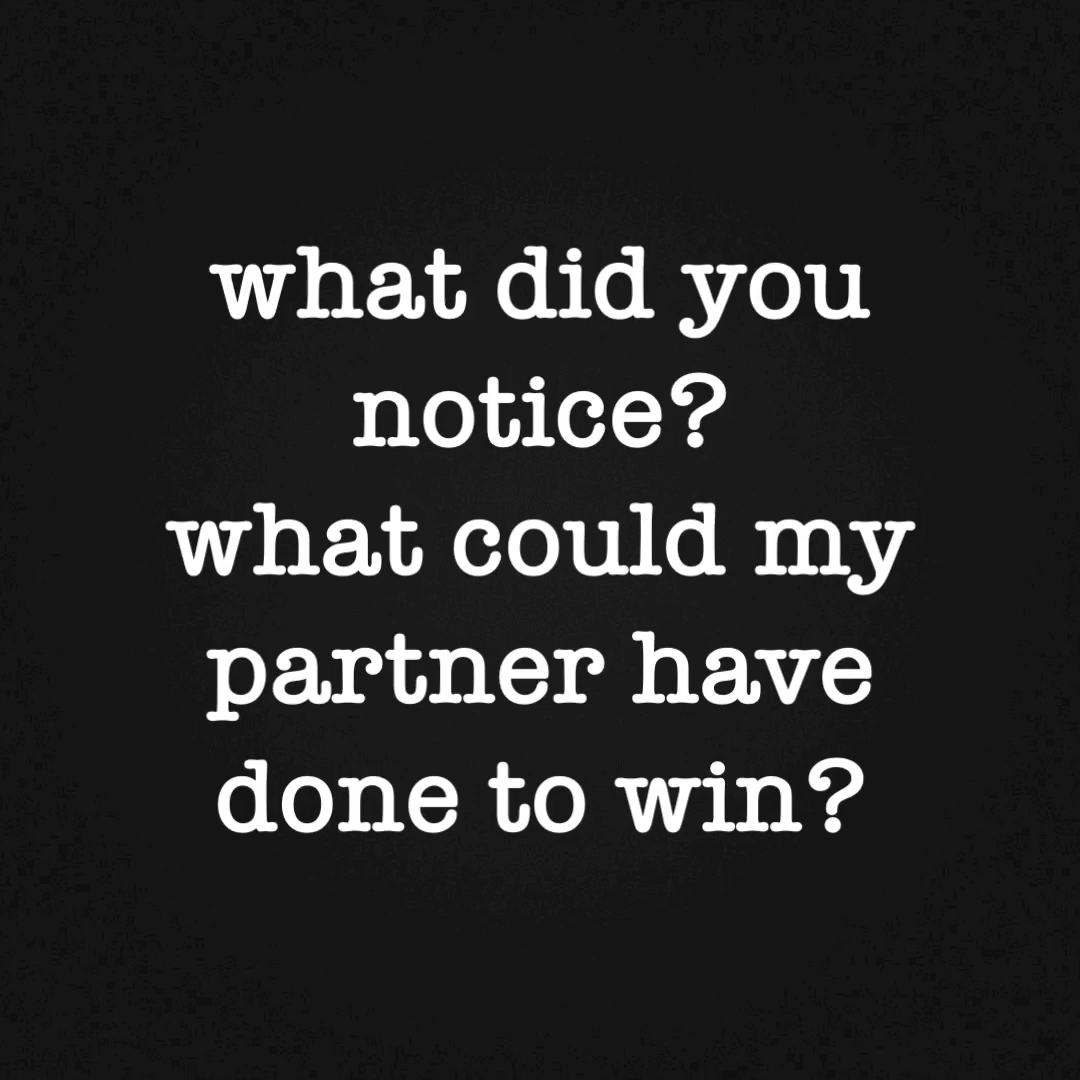 what did you
notice?
what could my
partner have
done to win?